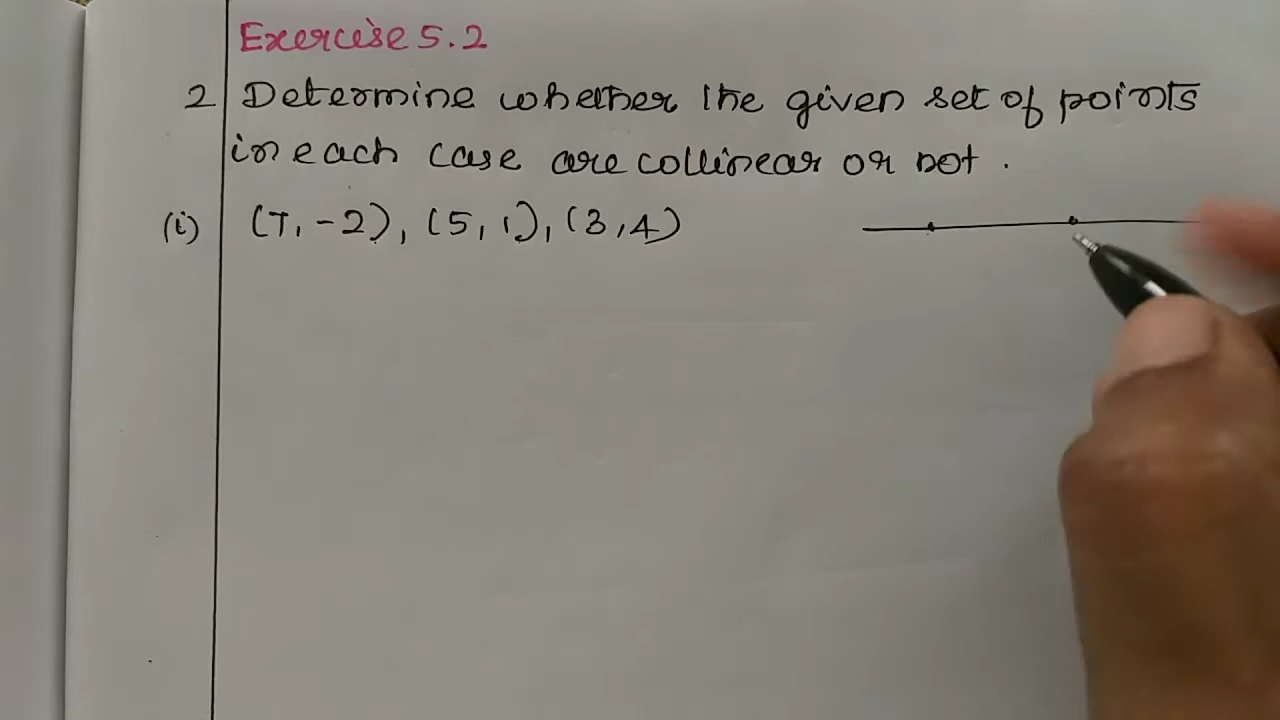 Exercise 5.2
2 Determine whether the given set of points
in each case are collinear or not.
(i) (7, -2), (5, 1), (3, 4)